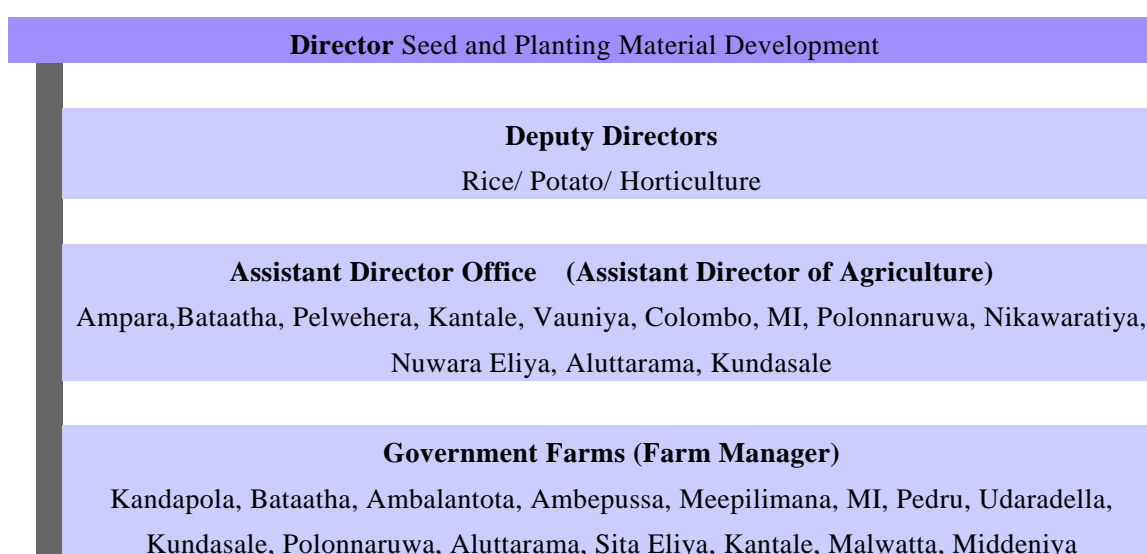 Director Seed and Planting Material Development
Deputy Directors
Rice/ Potato/ Horticulture
Assistant Director Office (Assistant Director of Agriculture)
Ampara,Bataatha, Pelwehera, Kantale, Vauniya, Colombo, MI, Polonnaruwa, Nikawaratiya,
Nuwara Eliya, Aluttarama, Kundasale
Government Farms (Farm Manager)
Kandapola, Bataatha, Ambalantota, Ambepussa, Meepilimana, MI, Pedru, Udaradella,
Kundasale, Polonnaruwa, Aluttarama, Sita Eliya, Kantale, Malwatta, Middeniya